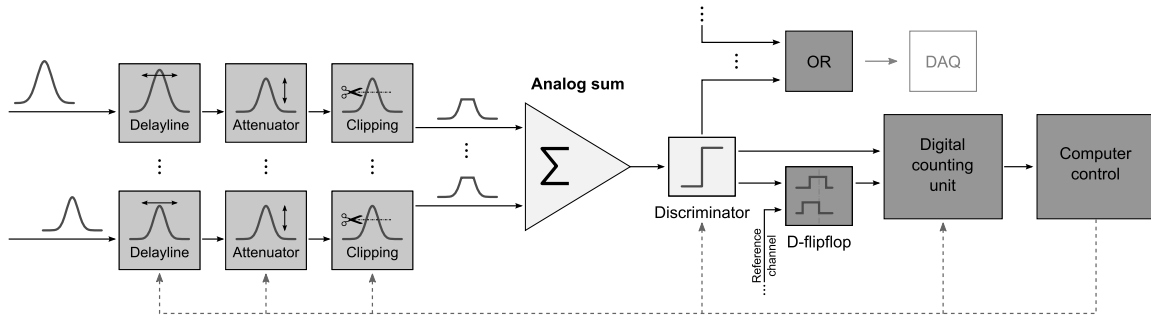 Delayline
Attenuator
Clipping
Analog sum
Σ
OR
DAQ
Delayline
Attenuator
Clipping
Discriminator
D-flipflop
Reference
channel
Digital
counting
unit
Computer
control